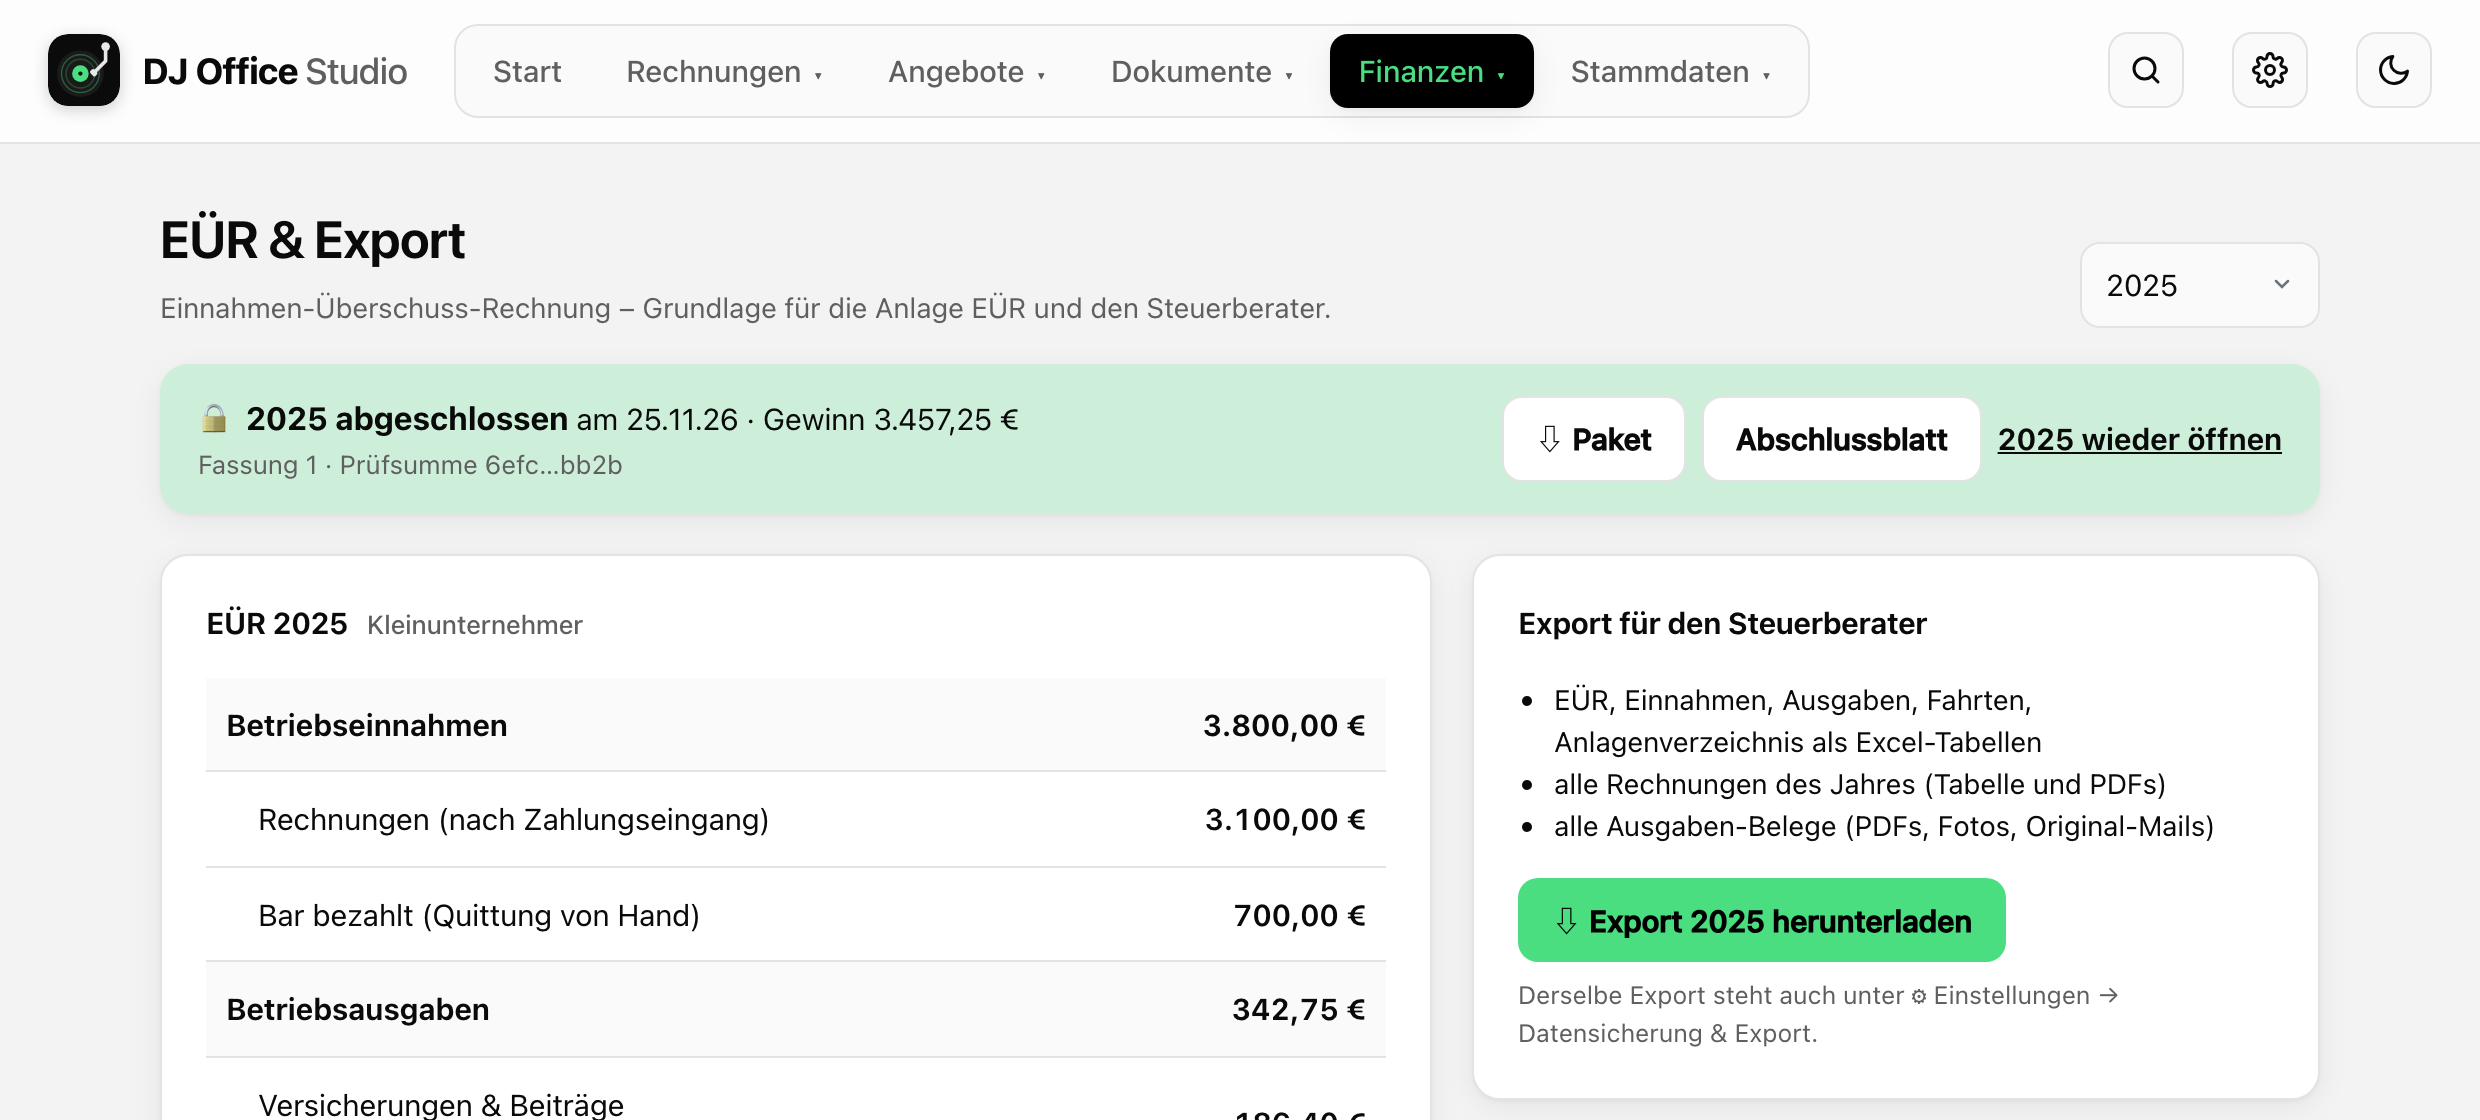 DJ Office Studio
Start
Rechnungen
Angebote
Dokumente
Finanzen
Stammdaten
EÜR & Export
Einnahmen-Überschuss-Rechnung – Grundlage für die Anlage EÜR und den Steuerberater.
2025
2025 abgeschlossen am 25.11.26 · Gewinn 3.457,25 €
Fassung 1 · Prüfsumme 6efc…bb2b
⇩ Paket
Abschlussblatt
2025 wieder öffnen
EÜR 2025 Kleinunternehmer
Betriebseinnahmen 3.800,00 €
Rechnungen (nach Zahlungseingang) 3.100,00 €
Bar bezahlt (Quittung von Hand) 700,00 €
Betriebsausgaben 342,75 €
Versicherungen & Beiträge
Export für den Steuerberater
• EÜR, Einnahmen, Ausgaben, Fahrten,
Anlagenverzeichnis als Excel-Tabellen
• alle Rechnungen des Jahres (Tabelle und PDFs)
• alle Ausgaben-Belege (PDFs, Fotos, Original-Mails)
⇩ Export 2025 herunterladen
Derselbe Export steht auch unter ⚙ Einstellungen →
Datensicherung & Export.